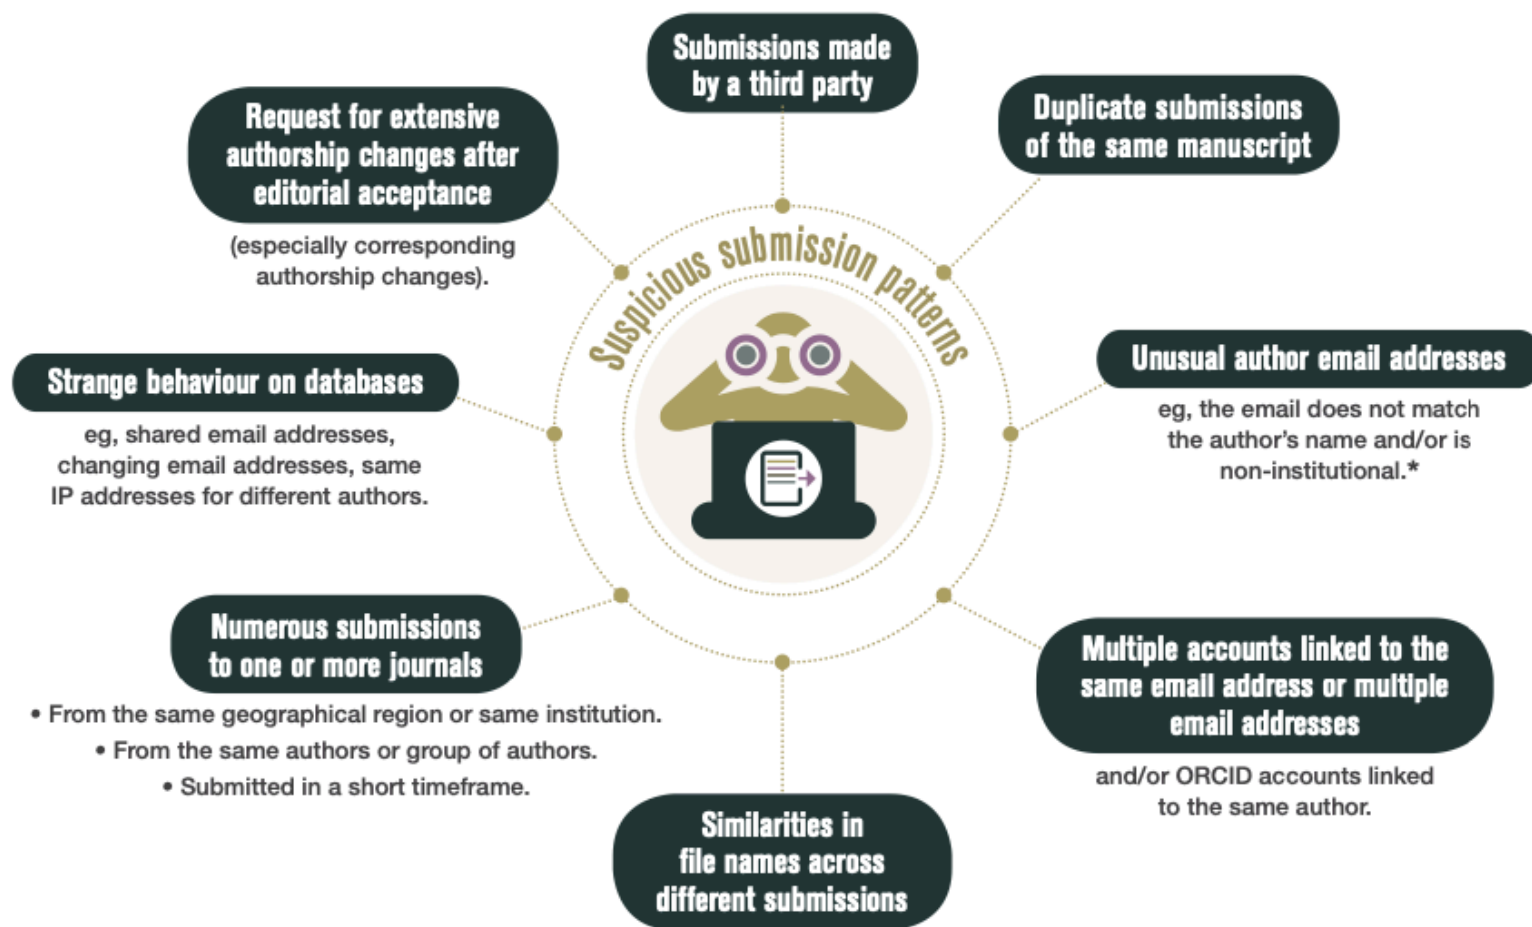 Suspicious submission patterns
Submissions made
by a third party
Duplicate submissions
of the same manuscript
Unusual author email addresses
eg, the email does not match
the author's name and/or is
non-institutional.*
Multiple accounts linked to the
same email address or multiple
email addresses
and/or ORCID accounts linked
to the same author.
Similarities in
file names across
different submissions
Numerous submissions
to one or more journals
• From the same geographical region or same institution.
• From the same authors or group of authors.
• Submitted in a short timeframe.
Strange behaviour on databases
eg, shared email addresses,
changing email addresses, same
IP addresses for different authors.
Request for extensive
authorship changes after
editorial acceptance
(especially corresponding
authorship changes).